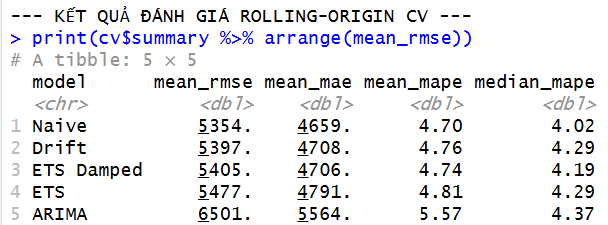 --- KẾT QUẢ ĐÁNH GIÁ ROLLING-ORIGIN CV ---
> print(cv$summary %>% arrange(mean_rmse))
# A tibble: 5 × 5
model mean_rmse mean_mae mean_mape median_mape
<chr> <dbl> <dbl> <dbl> <dbl>
1 Naive 5354. 4659. 4.70 4.02
2 Drift 5397. 4708. 4.76 4.29
3 ETS Damped 5405. 4706. 4.74 4.19
4 ETS 5477. 4791. 4.81 4.29
5 ARIMA 6501. 5564. 5.57 4.37